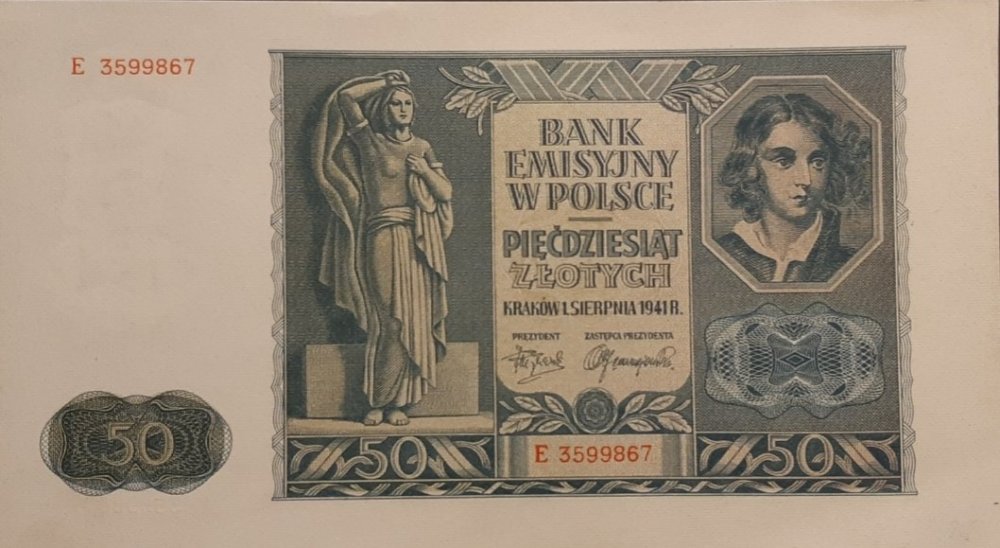 E 3599867
BANK
EMISYJNY
W POLSCE
PIĘĆDZIESIĄT
ZŁOTYCH
KRAKÓW 1. SIERPNIA 1941 R.
PREZYDENT ZASTĘPCA PREZYDENTA
50
50 E 3599867 50